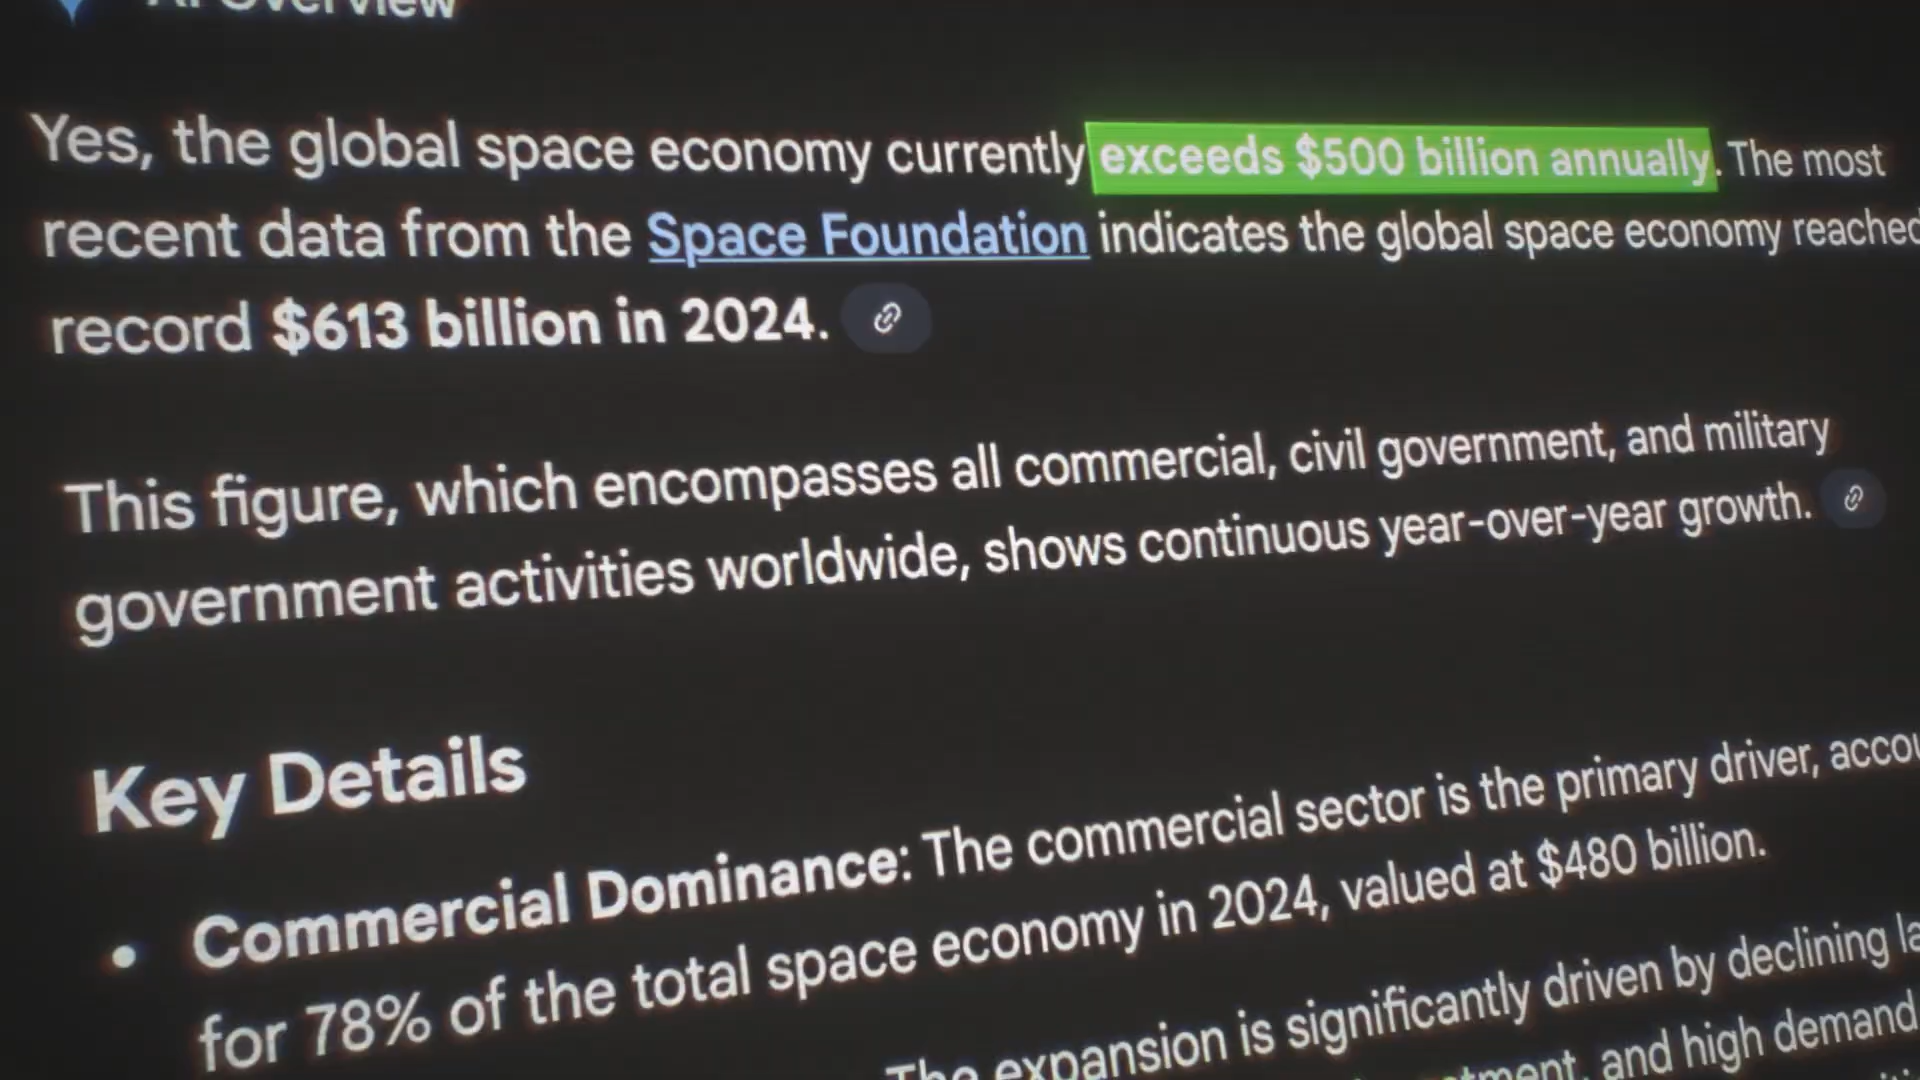 AI Overview
Yes, the global space economy currently exceeds $500 billion annually. The most
recent data from the Space Foundation indicates the global space economy reached
record $613 billion in 2024.
This figure, which encompasses all commercial, civil government, and military
government activities worldwide, shows continuous year-over-year growth.
Key Details
• Commercial Dominance: The commercial sector is the primary driver,
for 78% of the total space economy in 2024, valued at $480 billion.
The expansion is significantly driven by declining
and high demand